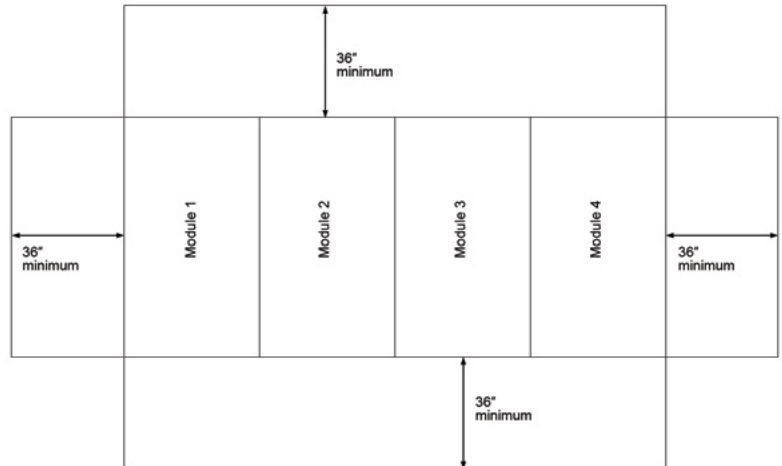 36″
minimum
Module 1
Module 2
Module 3
Module 4
36″
minimum
36″
minimum
36″
minimum